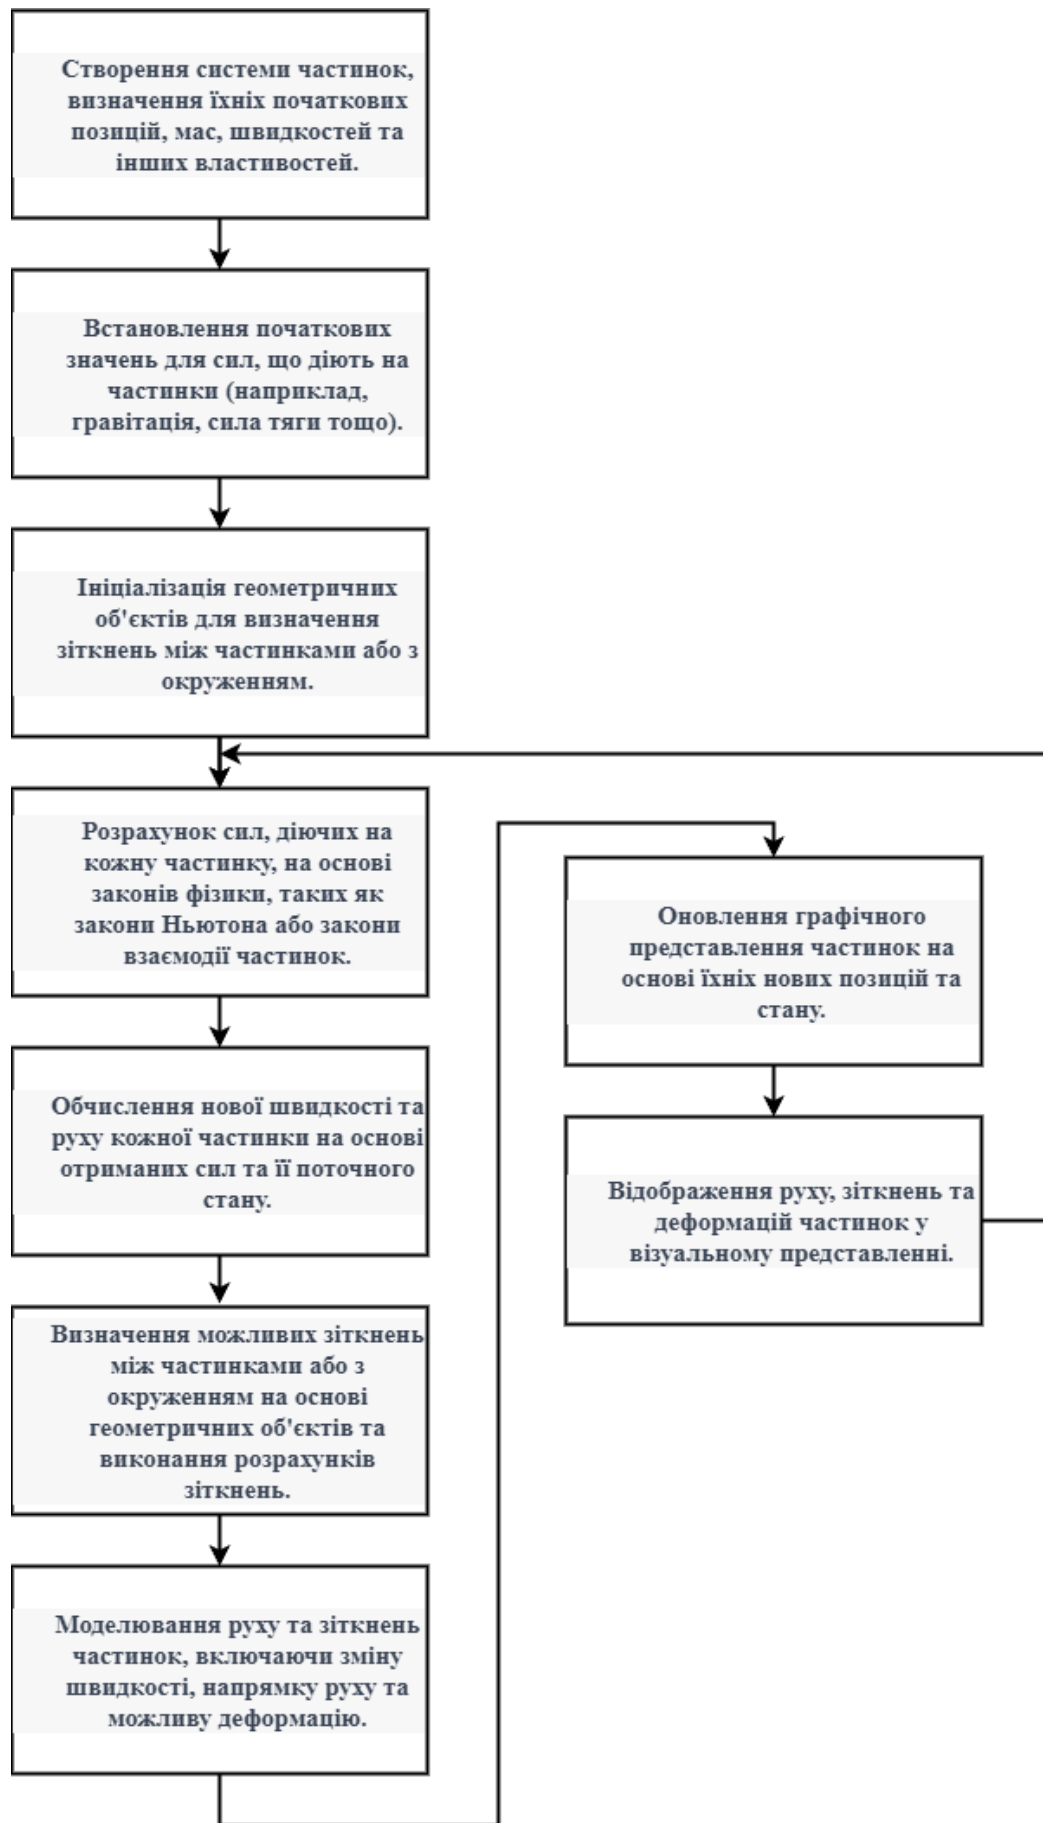 Створення системи частинок,
визначення їхніх початкових
позицій, мас, швидкостей та
інших властивостей.
Встановлення початкових
значень для сил, що діють на
частинки (наприклад,
гравітація, сила тяги тощо).
Ініціалізація геометричних
об'єктів для визначення
зіткнень між частинками або з
окруженням.
Розрахунок сил, діючих на
кожну частинку, на основі
законів фізики, таких як
закони Ньютона або закони
взаємодії частинок.
Обчислення нової швидкості та
руху кожної частинки на основі
отриманих сил та її поточного
стану.
Визначення можливих зіткнень
між частинками або з
окруженням на основі
геометричних об'єктів та
виконання розрахунків
зіткнень.
Моделювання руху та зіткнень
частинок, включаючи зміну
швидкості, напрямку руху та
можливу деформацію.
Оновлення графічного
представлення частинок на
основі їхніх нових позицій та
стану.
Відображення руху, зіткнень та
деформацій частинок у
візуальному представленні.